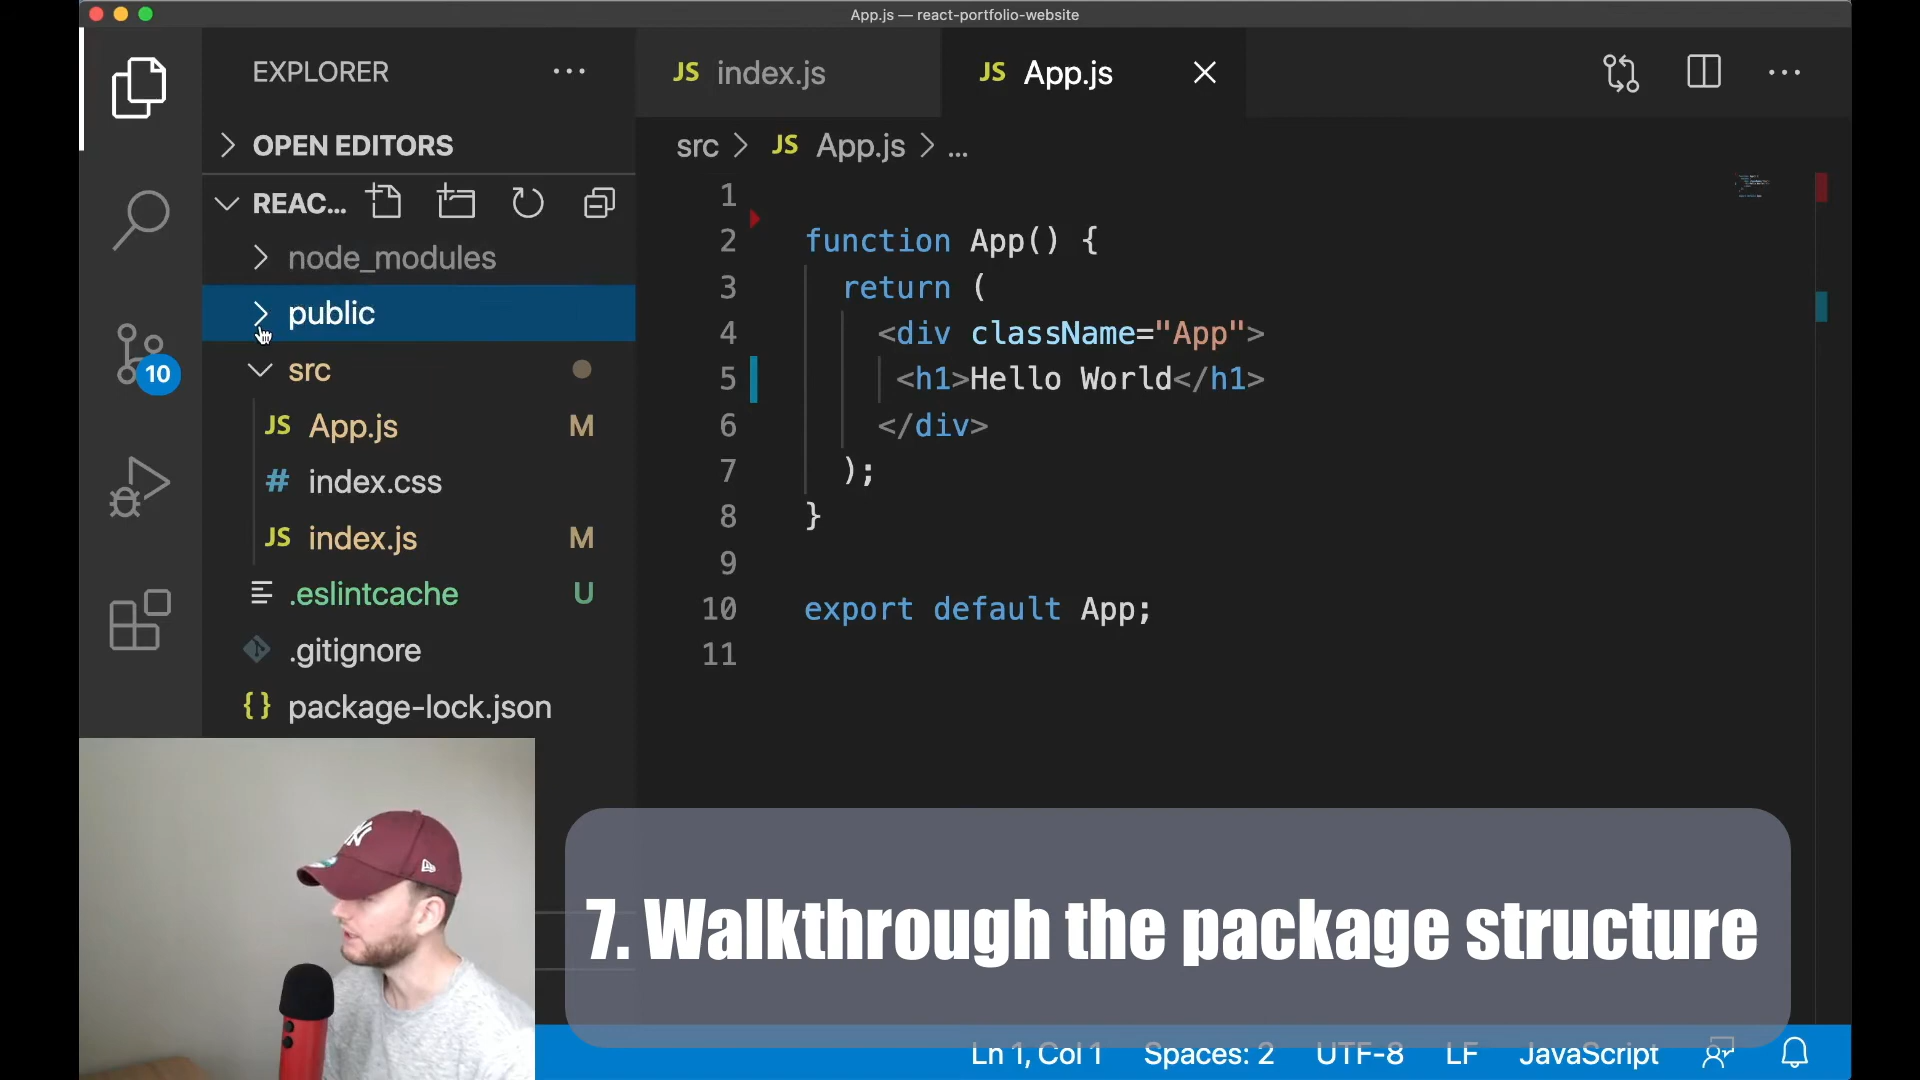 App.js — react-portfolio-website
EXPLORER
OPEN EDITORS
REAC...
node_modules
public
src
JS App.js M
# index.css
JS index.js M
.eslintcache U
.gitignore
{} package-lock.json
10
JS index.js
JS App.js
src > JS App.js > ...
1
2 function App() {
3 return (
4 <div className="App">
5 <h1>Hello World</h1>
6 </div>
7 );
8 }
9
10 export default App;
11
NY
7. Walkthrough the package structure
Ln 1, Col 1 Spaces: 2 UTF-8 LF JavaScript